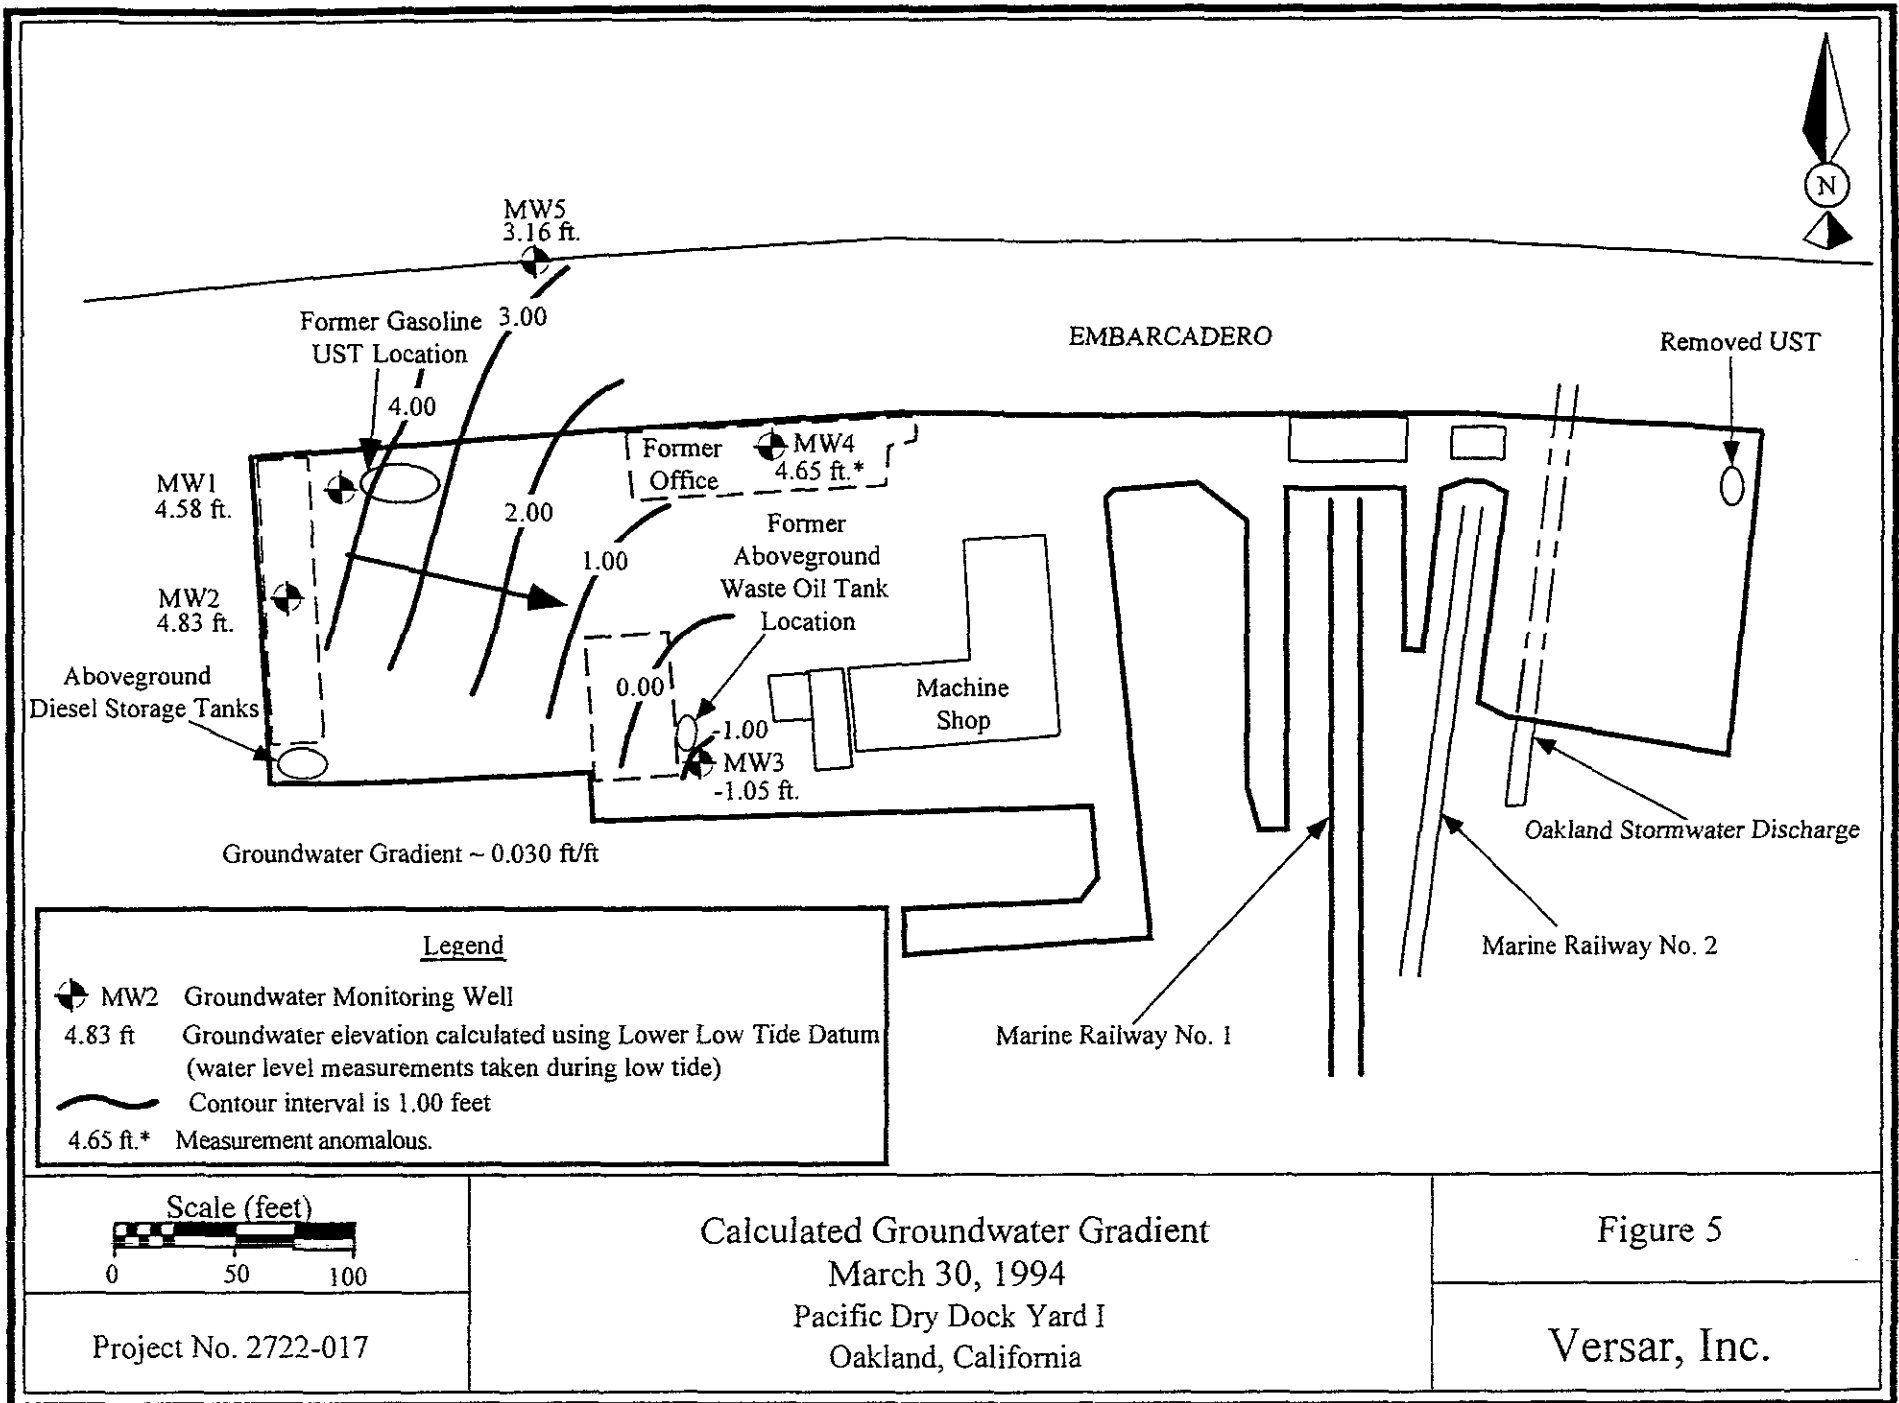 N
MW5
3.16 ft.
Former Gasoline
UST Location
3.00
4.00
EMBARCADERO
Removed UST
Former
Office
MW4
4.65 ft.*
MW1
4.58 ft.
2.00
1.00
Former
Aboveground
Waste Oil Tank
Location
MW2
4.83 ft.
Aboveground
Diesel Storage Tanks
0.00
Machine
Shop
-1.00
MW3
-1.05 ft.
Oakland Stormwater Discharge
Groundwater Gradient ~ 0.030 ft/ft
Marine Railway No. 2
Marine Railway No. 1
Legend
MW2 Groundwater Monitoring Well
4.83 ft Groundwater elevation calculated using Lower Low Tide Datum
(water level measurements taken during low tide)
Contour interval is 1.00 feet
4.65 ft.* Measurement anomalous.
Scale (feet)
0 50 100
Project No. 2722-017
Calculated Groundwater Gradient
March 30, 1994
Pacific Dry Dock Yard I
Oakland, California
Figure 5
Versar, Inc.